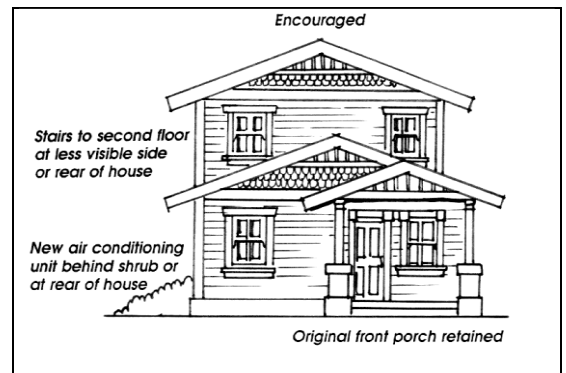 Encouraged
Stairs to second floor
at less visible side
or rear of house
New air conditioning
unit behind shrub or
at rear of house
Original front porch retained